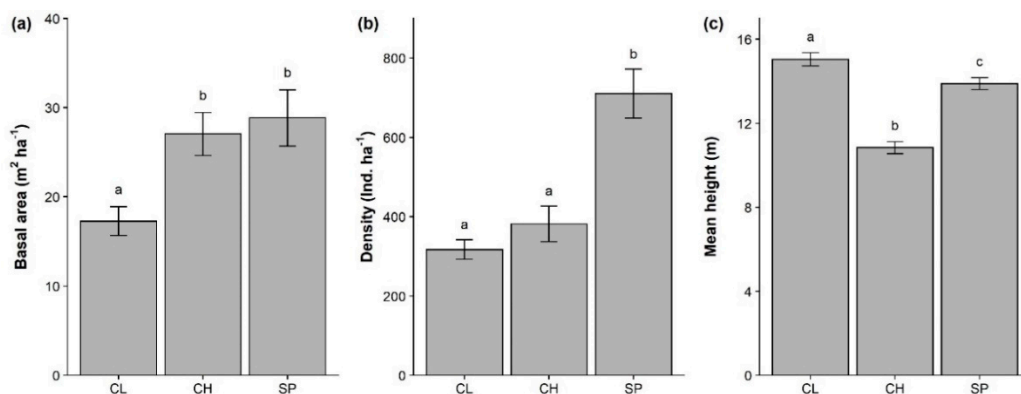 (a)
Basal area (m² ha⁻¹)
40
30
20
10
0
a
b
b
CL
CH
SP
(b)
Density (Ind. ha⁻¹)
800
600
400
200
0
a
a
b
CL
CH
SP
(c)
Mean height (m)
16
12
8
4
0
a
b
c
CL
CH
SP